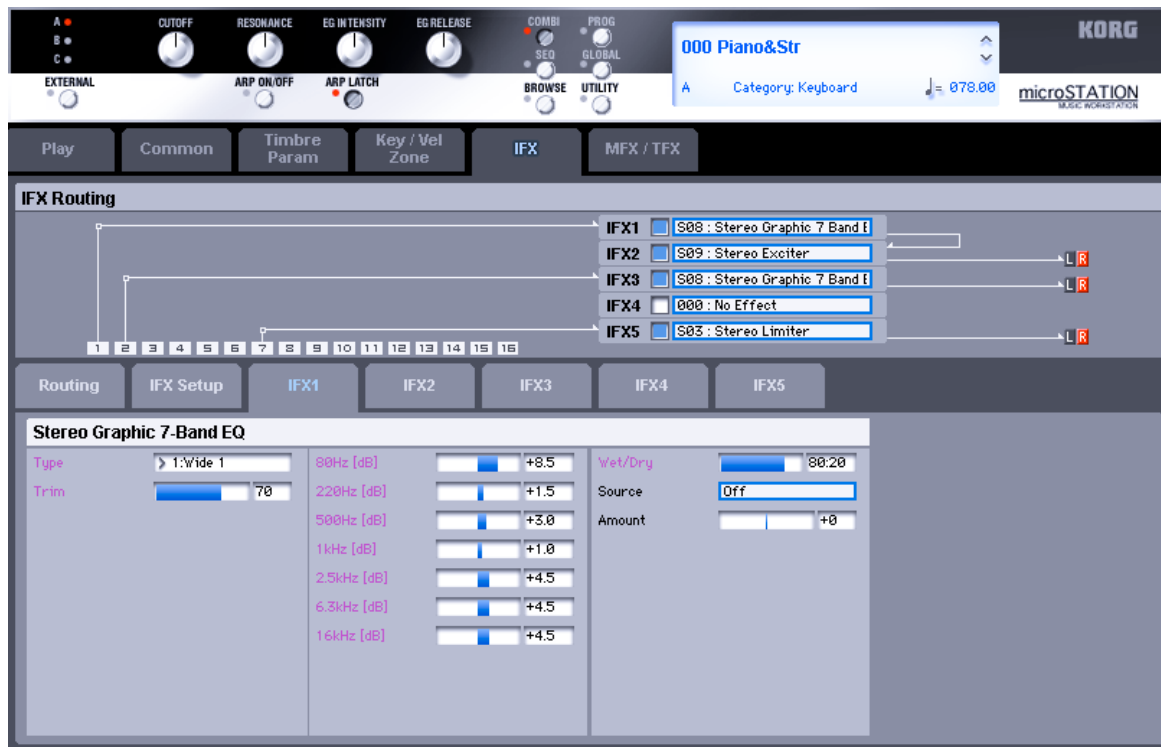 A CUTOFF RESONANCE EG INTENSITY EG RELEASE COMBI PROG KORG
B
C SEQ GLOBAL
000 Piano&Str
EXTERNAL ARP ON/OFF ARP LATCH BROWSE UTILITY
A Category: Keyboard ♩= 078.00
microSTATION
MUSIC WORKSTATION
Play Common Timbre Param Key / Vel Zone IFX MFX / TFX
IFX Routing
IFX1 S08 : Stereo Graphic 7 Band E
IFX2 S09 : Stereo Exciter L R
IFX3 S08 : Stereo Graphic 7 Band E L R
IFX4 000 : No Effect
IFX5 S03 : Stereo Limiter L R
1 2 3 4 5 6 7 8 9 10 11 12 13 14 15 16
Routing IFX Setup IFX1 IFX2 IFX3 IFX4 IFX5
Stereo Graphic 7-Band EQ
Type 1:Wide 1 80Hz [dB] +8.5 Wet/Dry 80:20
Trim 70 220Hz [dB] +1.5 Source Off
500Hz [dB] +3.0 Amount +0
1kHz [dB] +1.0
2.5kHz [dB] +4.5
6.3kHz [dB] +4.5
16kHz [dB] +4.5